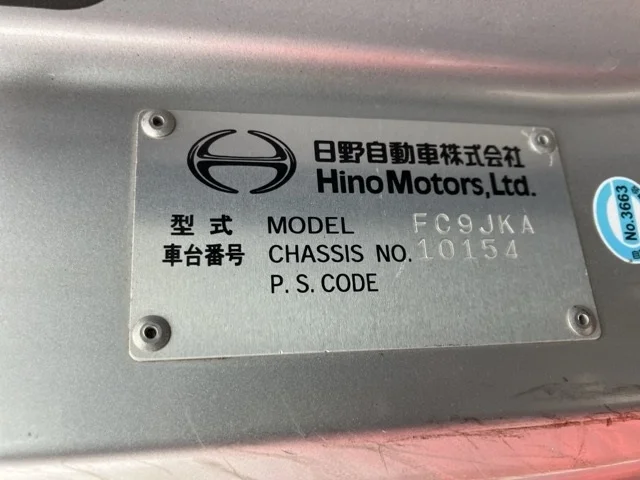 日野自動車株式会社
Hino Motors, Ltd.
型式 MODEL FC9JKA
車台番号 CHASSIS NO. 10154
P.S.CODE
No.3663